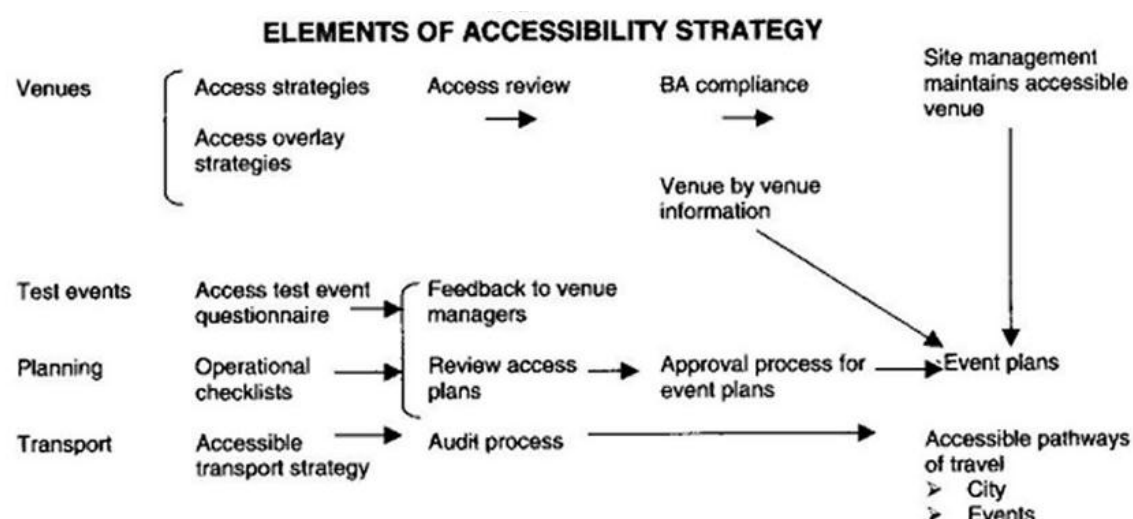 ELEMENTS OF ACCESSIBILITY STRATEGY
Venues
Access strategies
Access overlay
strategies
Access review
BA compliance
Site management
maintains accessible
venue
Venue by venue
information
Test events
Access test event
questionnaire
Feedback to venue
managers
Planning
Operational
checklists
Review access
plans
Approval process for
event plans
Event plans
Transport
Accessible
transport strategy
Audit process
Accessible pathways
of travel
➢ City
➢ Events